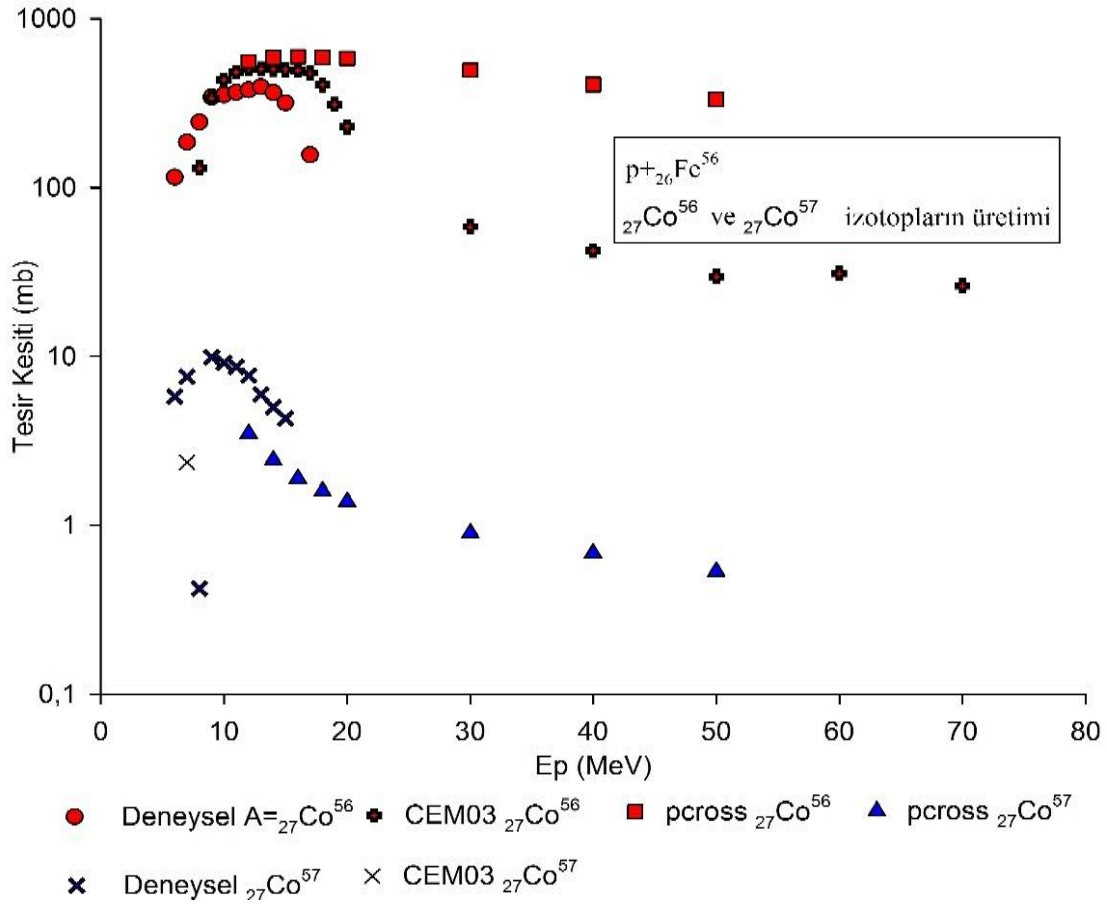 1000
100
10
1
0,1
Tesir Kesiti (mb)
p+₂₆Fe⁵⁶
₂₇Co⁵⁶ ve ₂₇Co⁵⁷ izotopların üretimi
0 10 20 30 40 50 60 70 80
Ep (MeV)
Deneysel A=₂₇Co⁵⁶ CEM03 ₂₇Co⁵⁶ pcross ₂₇Co⁵⁶ pcross ₂₇Co⁵⁷
Deneysel ₂₇Co⁵⁷ CEM03 ₂₇Co⁵⁷